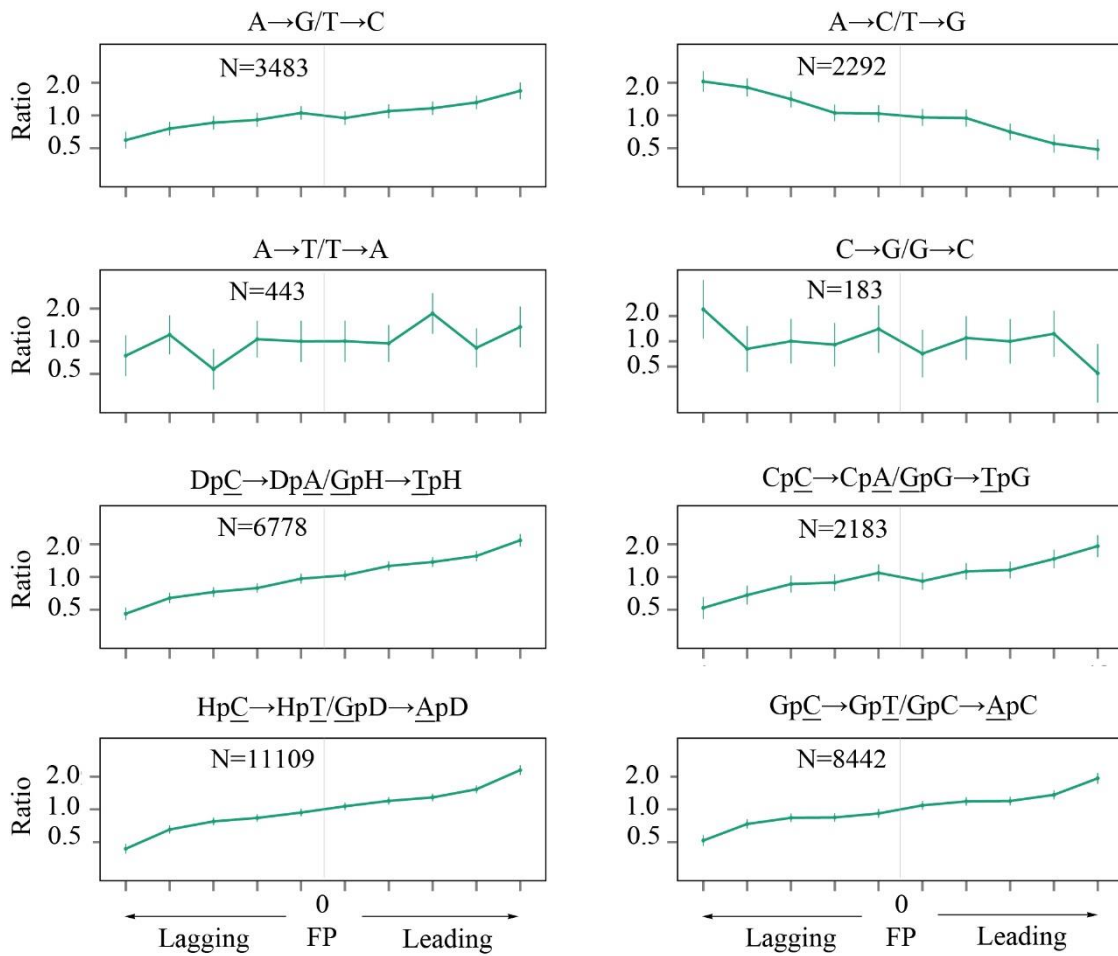 A→G/T→C
N=3483
Ratio
2.0
1.0
0.5
A→C/T→G
N=2292
2.0
1.0
0.5
A→T/T→A
N=443
Ratio
2.0
1.0
0.5
C→G/G→C
N=183
2.0
1.0
0.5
DpC→DpA/GpH→TpH
N=6778
Ratio
2.0
1.0
0.5
CpC→CpA/GpG→TpG
N=2183
2.0
1.0
0.5
HpC→HpT/GpD→ApD
N=11109
Ratio
2.0
1.0
0.5
GpC→GpT/GpC→ApC
N=8442
2.0
1.0
0.5
0
Lagging FP Leading
0
Lagging FP Leading